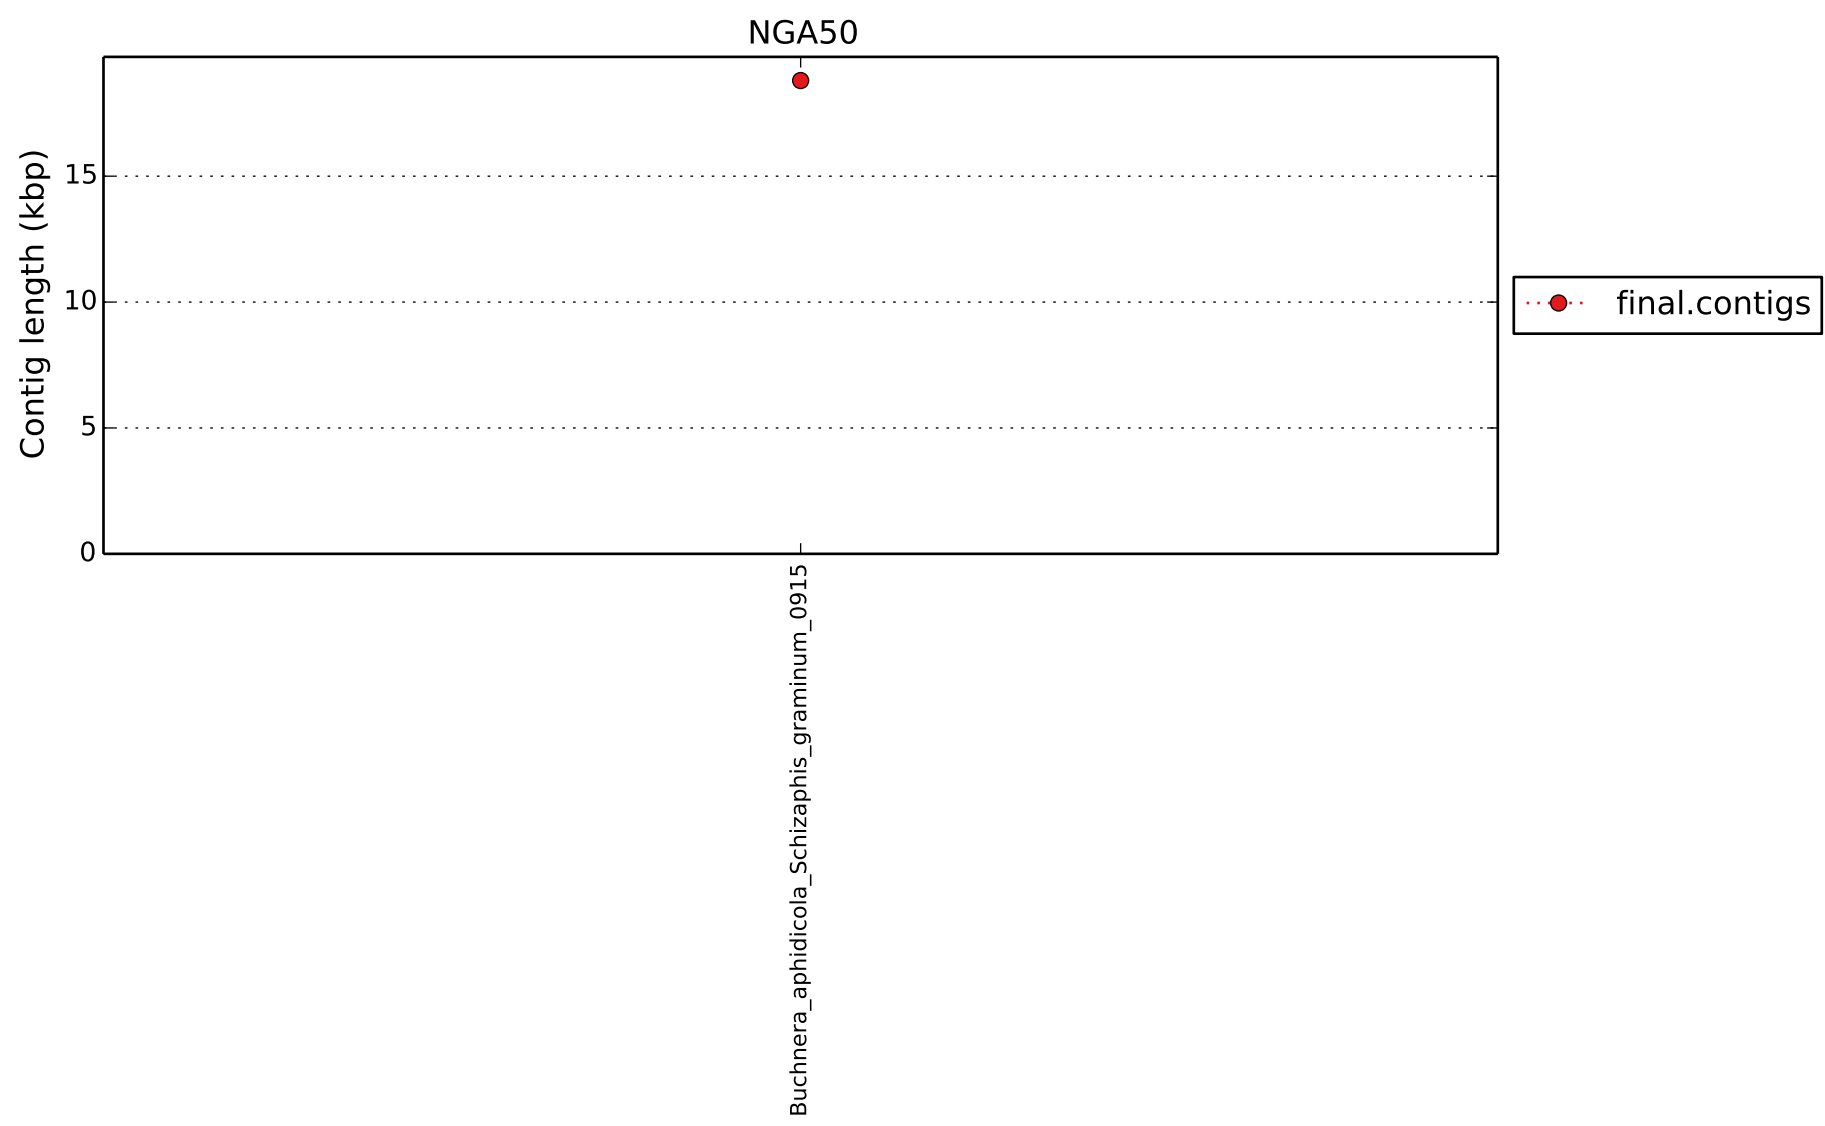 NGA50
Contig length (kbp)
15
10
5
0
Buchnera_aphidicola_Schizaphis_graminum_0915
final.contigs